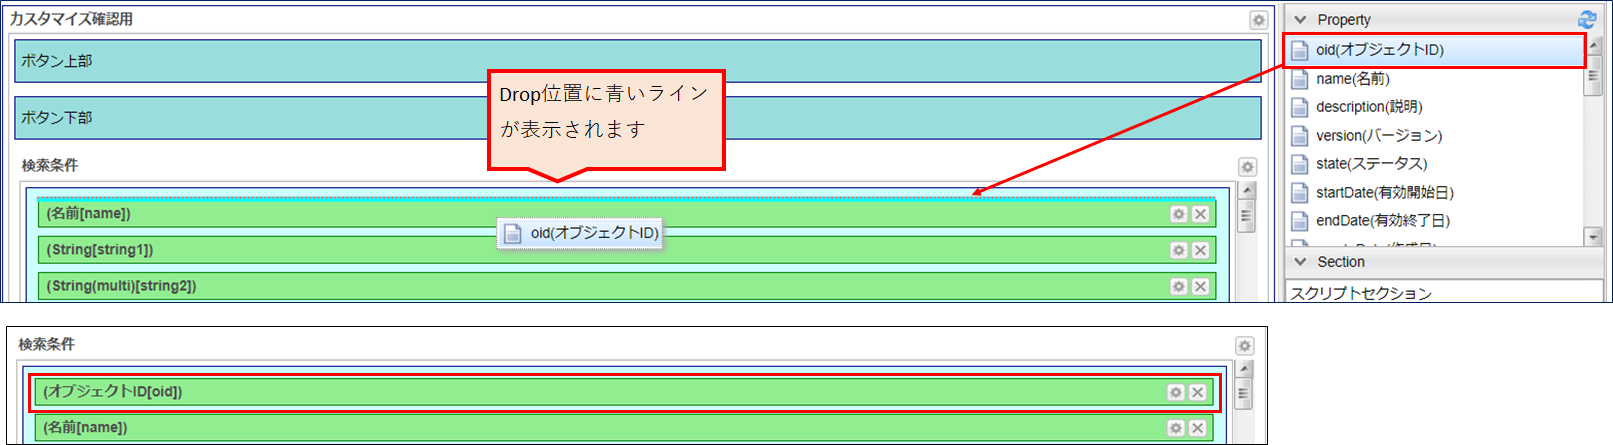 カスタマイズ確認用
ボタン上部
ボタン下部
Drop位置に青いライン
が表示されます
検索条件
(名前[name])
oid(オブジェクトID)
(String[string1])
(String(multi)[string2])
Property
oid(オブジェクトID)
name(名前)
description(説明)
version(バージョン)
state(ステータス)
startDate(有効開始日)
endDate(有効終了日)
Section
スクリプトセクション
検索条件
(オブジェクトID[oid])
(名前[name])